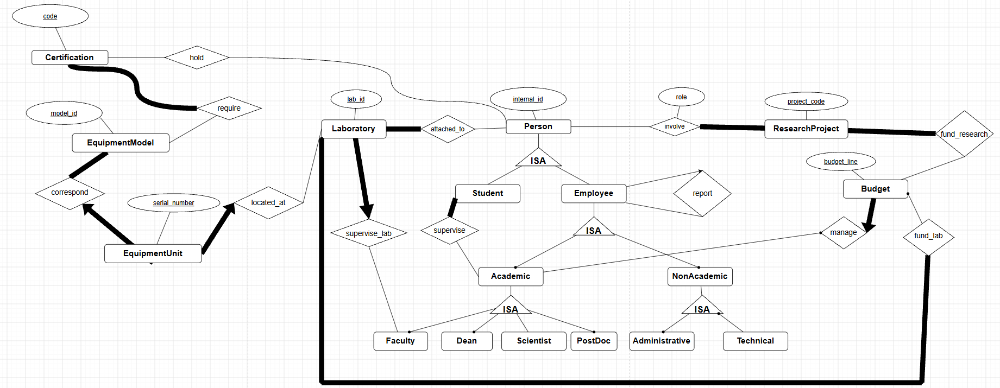 code
Certification
hold
lab_id
internal_id
role
project_code
model_id
require
Laboratory
attached_to
Person
involve
ResearchProject
fund_research
EquipmentModel
ISA
budget_line
correspond
serial_number
located_at
Student
Employee
report
Budget
supervise_lab
supervise
ISA
manage
fund_lab
EquipmentUnit
Academic
NonAcademic
ISA
ISA
Faculty
Dean
Scientist
PostDoc
Administrative
Technical